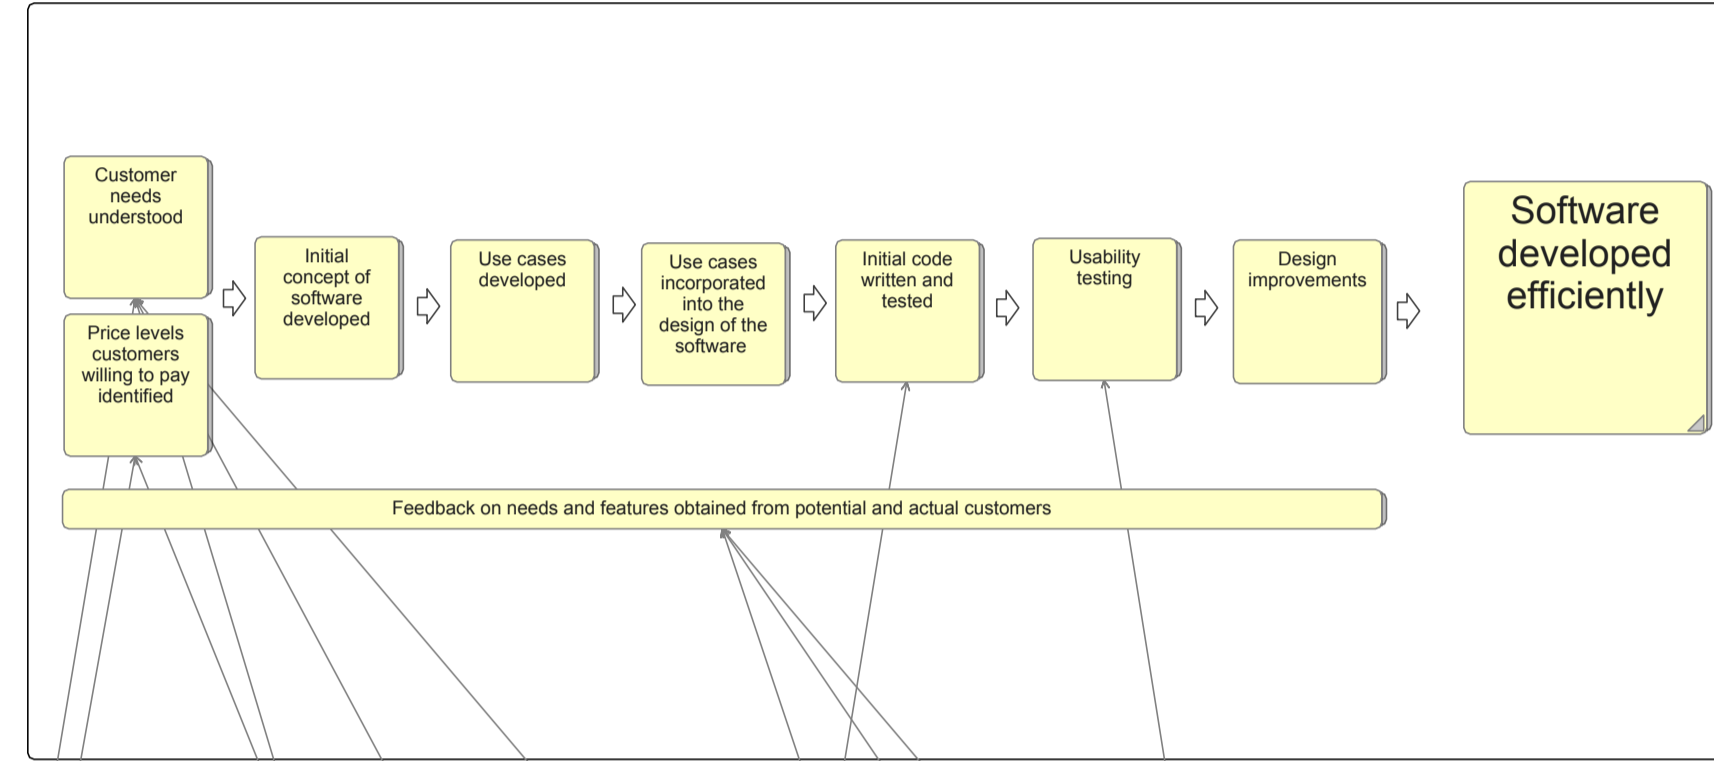 Customer
needs
understood
Price levels
customers
willing to pay
identified
Initial
concept of
software
developed
Use cases
developed
Use cases
incorporated
into the
design of the
software
Initial code
written and
tested
Usability
testing
Design
improvements
Software
developed
efficiently
Feedback on needs and features obtained from potential and actual customers